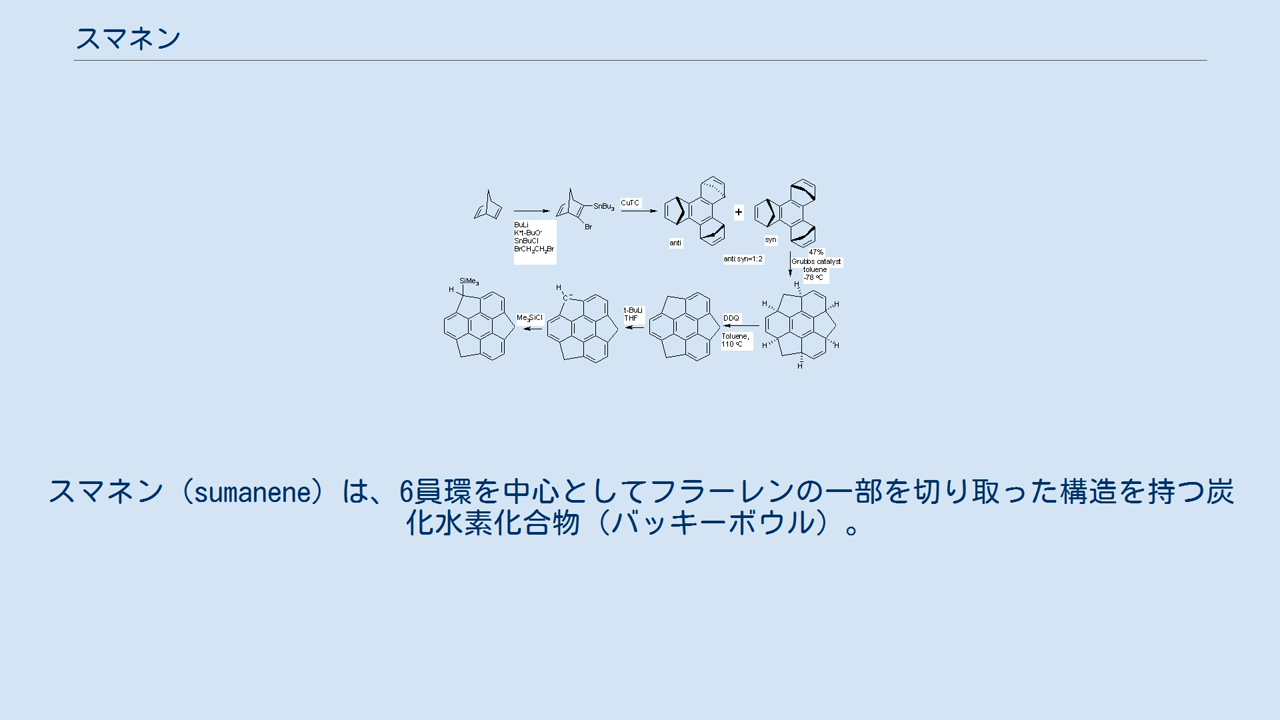 スマネン
SnBu3
Br
CuTC
BuLi
K+t-BuO-
SnBuCl
BrCH2CH2Br
anti
+
syn
anti:syn=1:2
47%
Grubbs catalyst
toluene
-78 ºC
SiMe3
H
Me3SiCl
H
C-
t-BuLi
THF
DDQ
Toluene,
110 ºC
H
H
H
H
H
H
スマネン（sumanene）は、6員環を中心としてフラーレンの一部を切り取った構造を持つ炭
化水素化合物（バッキーボウル）。